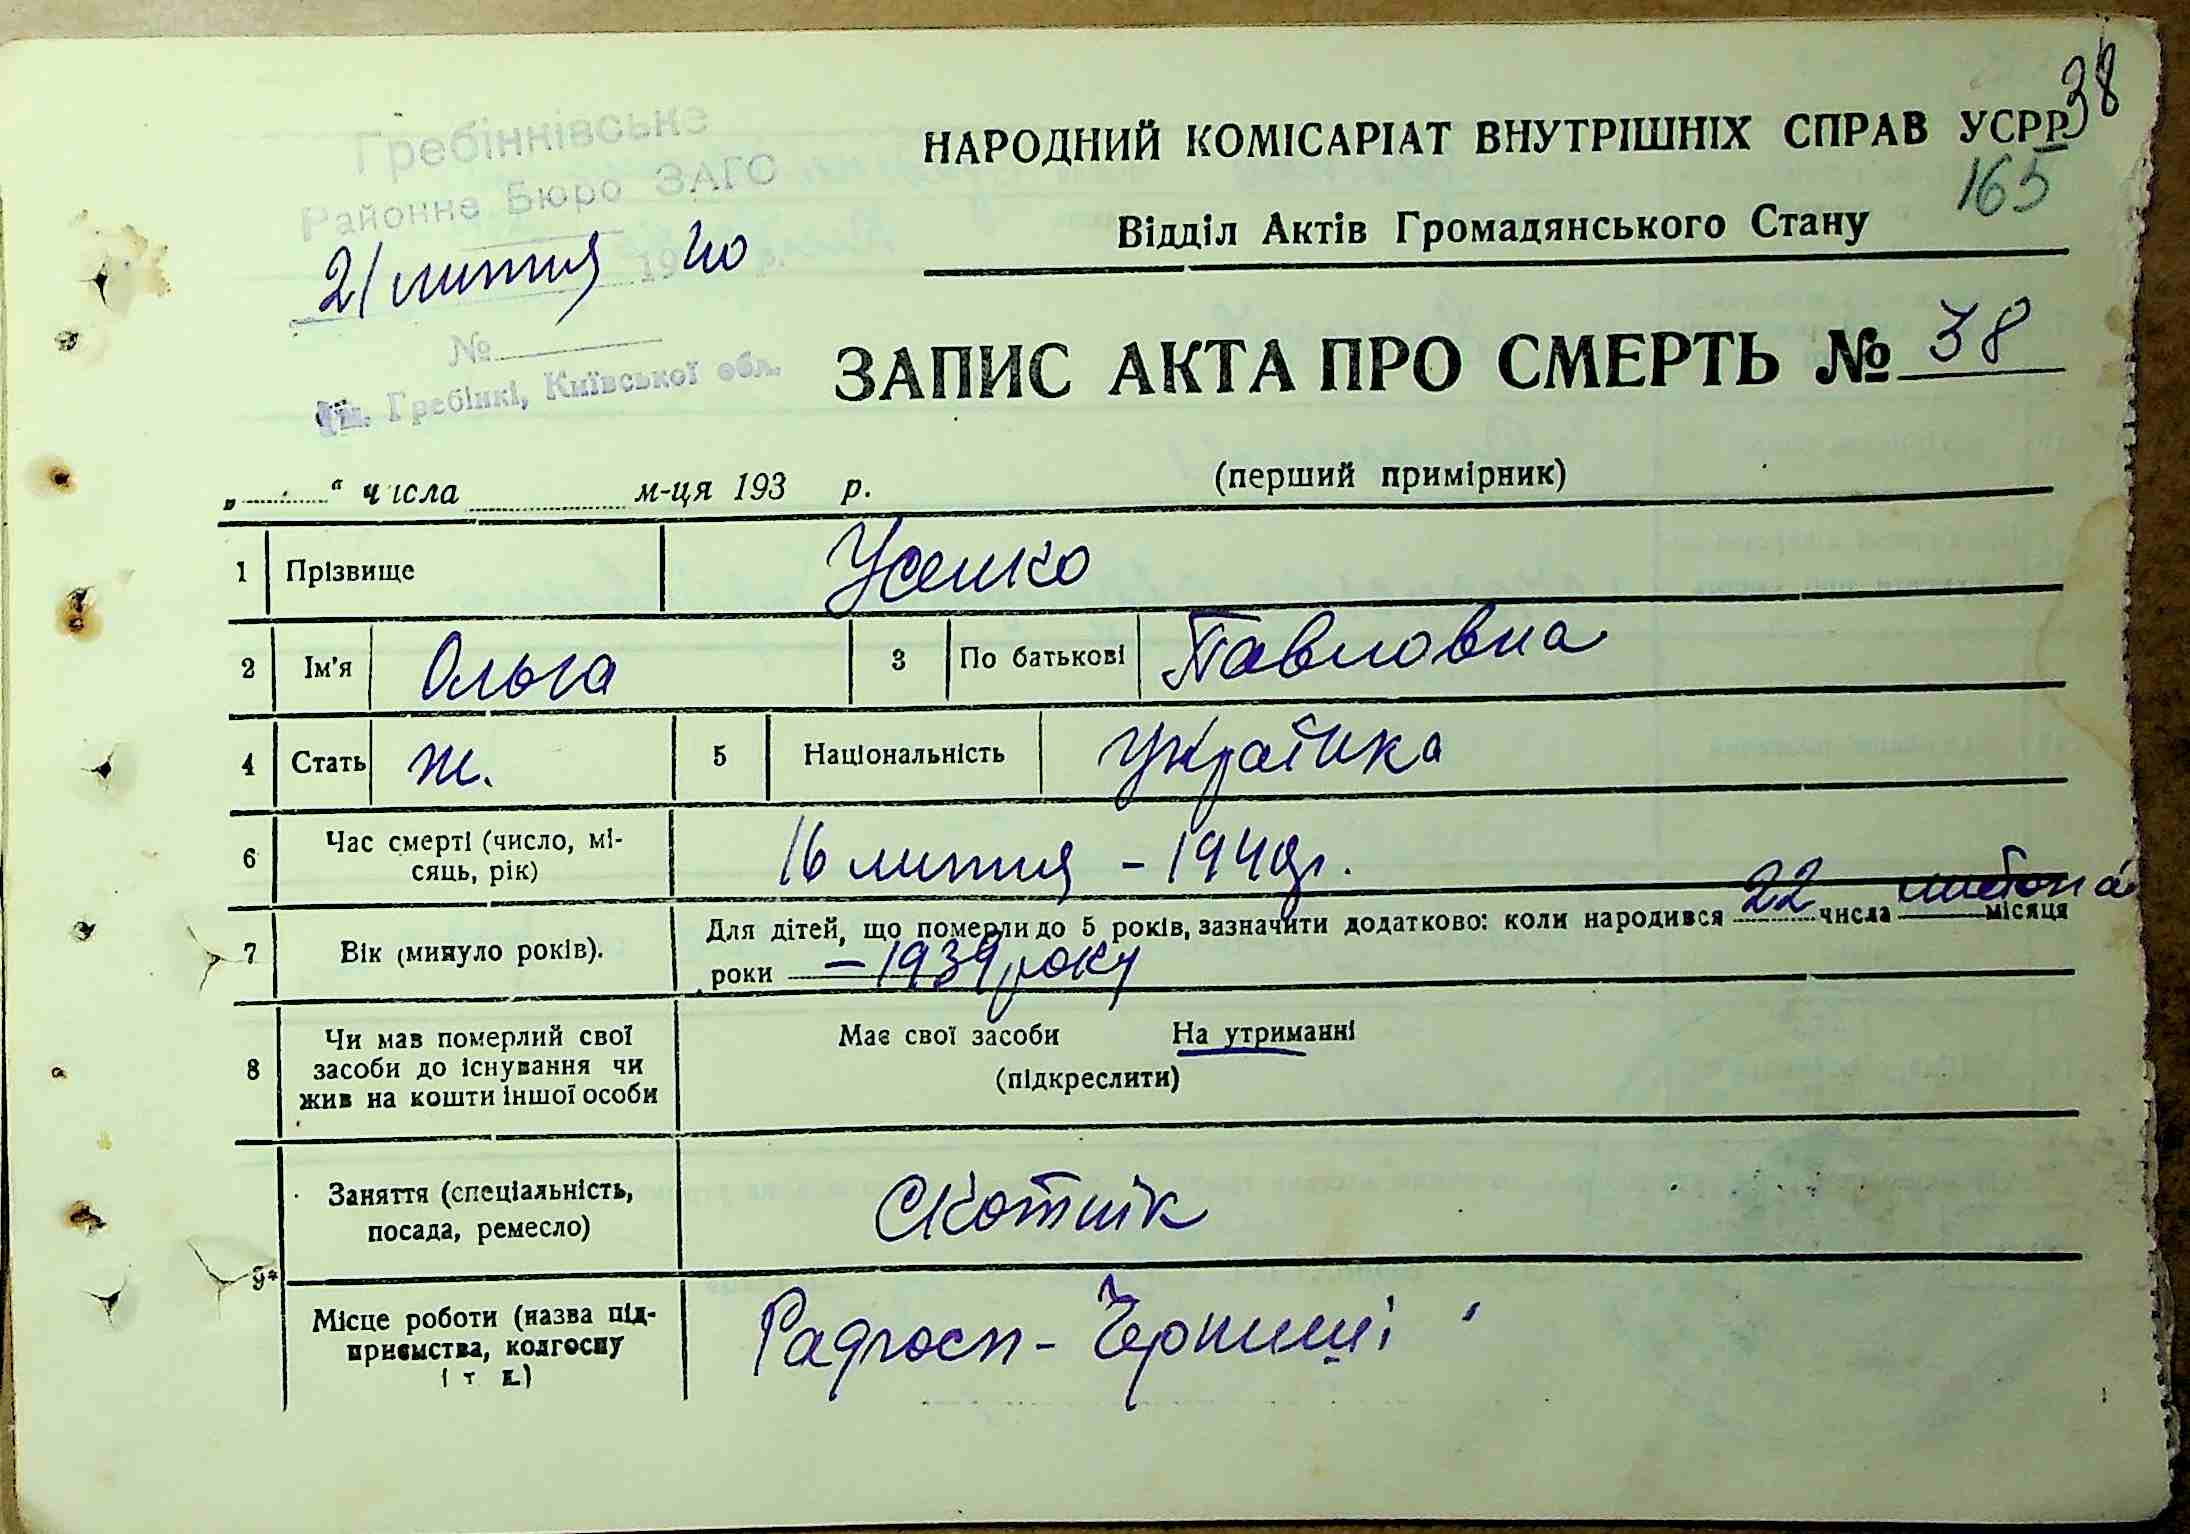 38
НАРОДНИЙ КОМІСАРІАТ ВНУТРІШНІХ СПРАВ УСРР
165
Відділ Актів Громадянського Стану
Гребіннівське
Районне Бюро ЗАГС
21 липня 1940 р.
№
м. Гребінкі, Київської обл.
ЗАПИС АКТА ПРО СМЕРТЬ № 38
„ “ числа м-ця 193 р.
(перший примірник)
1 Прізвище Усенко
2 Ім'я Ольга 3 По батькові Павловна
4 Стать ж. 5 Національність Українка
6 Час смерті (число, мі-
сяць, рік) 16 липня – 1940 р.
7 Вік (минуло років). Для дітей, що померли до 5 років, зазначити додатково: коли народився 22 числа місяця
роки – 1939 року
8 Чи мав померлий свої
засоби до існування чи
жив на кошти іншої особи
Має свої засоби На утриманні
(підкреслити)
9* Заняття (спеціальність,
посада, ремесло) Скотнік
Місце роботи (назва під-
приємства, колгоспу
і т. д.) Радгосп - Черниці